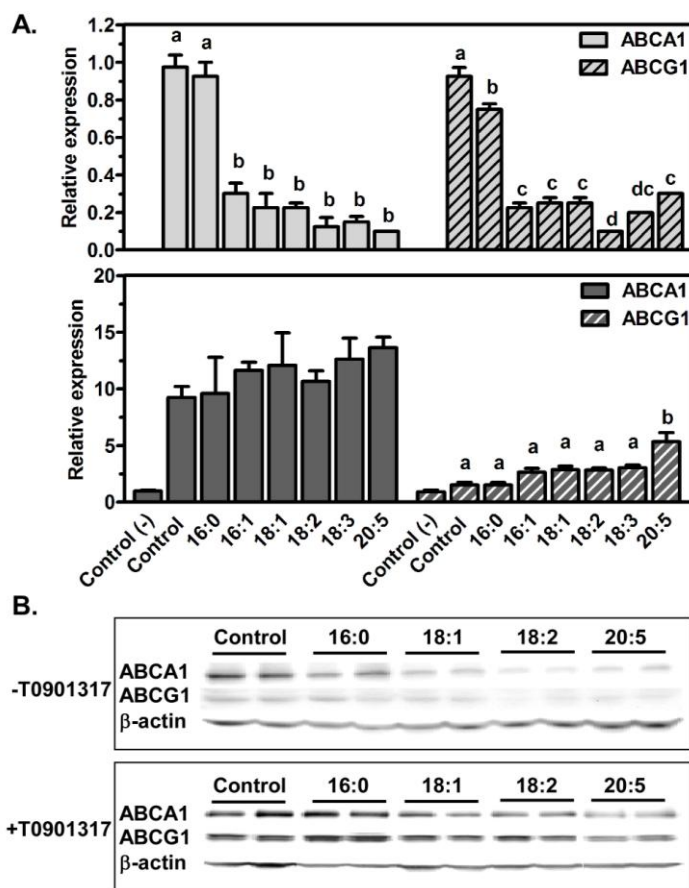 A.
1.2
1.0
0.8
0.6
0.4
0.2
0.0
Relative expression
a a b b b b b b
a b c c c d dc c
ABCA1
ABCG1
20
15
10
5
0
Relative expression
a a a a a a b
ABCA1
ABCG1
Control (-) Control 16:0 16:1 18:1 18:2 18:3 20:5 Control (-) Control 16:0 16:1 18:1 18:2 18:3 20:5
B.
Control 16:0 18:1 18:2 20:5
-T0901317
ABCA1
ABCG1
β-actin
Control 16:0 18:1 18:2 20:5
+T0901317
ABCA1
ABCG1
β-actin